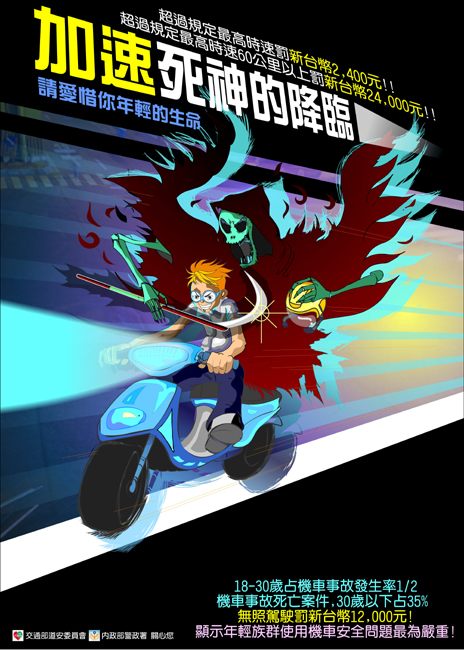 超過規定最高時速罰新台幣2,400元!!
超過規定最高時速60公里以上罰新台幣24,000元!!
加速死神的降臨
請愛惜你年輕的生命
18-30歲占機車事故發生率1/2
機車事故死亡案件,30歲以下占35%
無照駕駛罰新台幣12,000元!
顯示年輕族群使用機車安全問題最為嚴重!
交通部道安委員會 內政部警政署 關心您